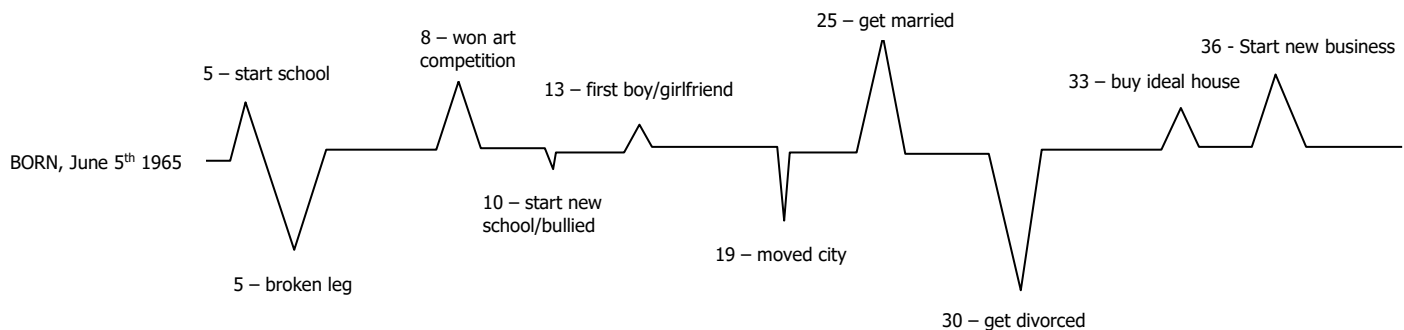 25 – get married
8 – won art
competition
36 - Start new business
5 – start school
13 – first boy/girlfriend
33 – buy ideal house
BORN, June 5th 1965
10 – start new
school/bullied
19 – moved city
5 – broken leg
30 – get divorced